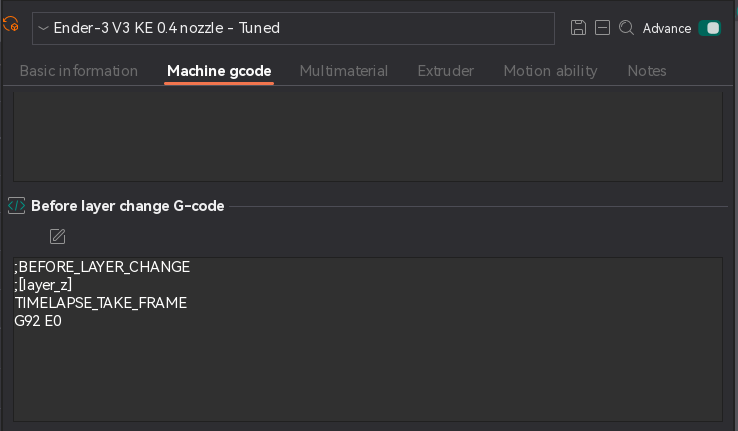 Ender-3 V3 KE 0.4 nozzle - Tuned
Advance
Basic information Machine gcode Multimaterial Extruder Motion ability Notes
Before layer change G-code
;BEFORE_LAYER_CHANGE
;[layer_z]
TIMELAPSE_TAKE_FRAME
G92 E0